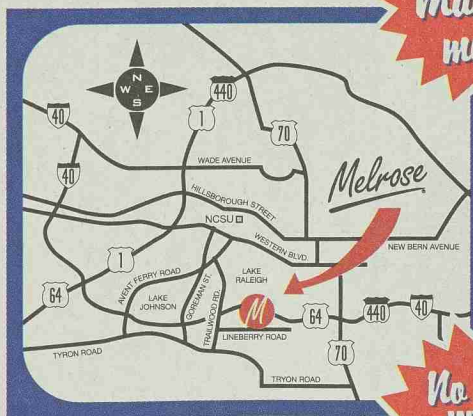 N
W E
S
440
1
70
40
40
WADE AVENUE
Melrose
HILLSBOROUGH STREET
NCSU
WESTERN BLVD.
NEW BERN AVENUE
1
64
AVENT FERRY ROAD
LAKE
JOHNSON
GOREMAN ST.
TRAILWOOD RD.
LAKE
RALEIGH
M
64
440
40
LINEBERRY ROAD
70
TYRON ROAD
TRYON ROAD
No